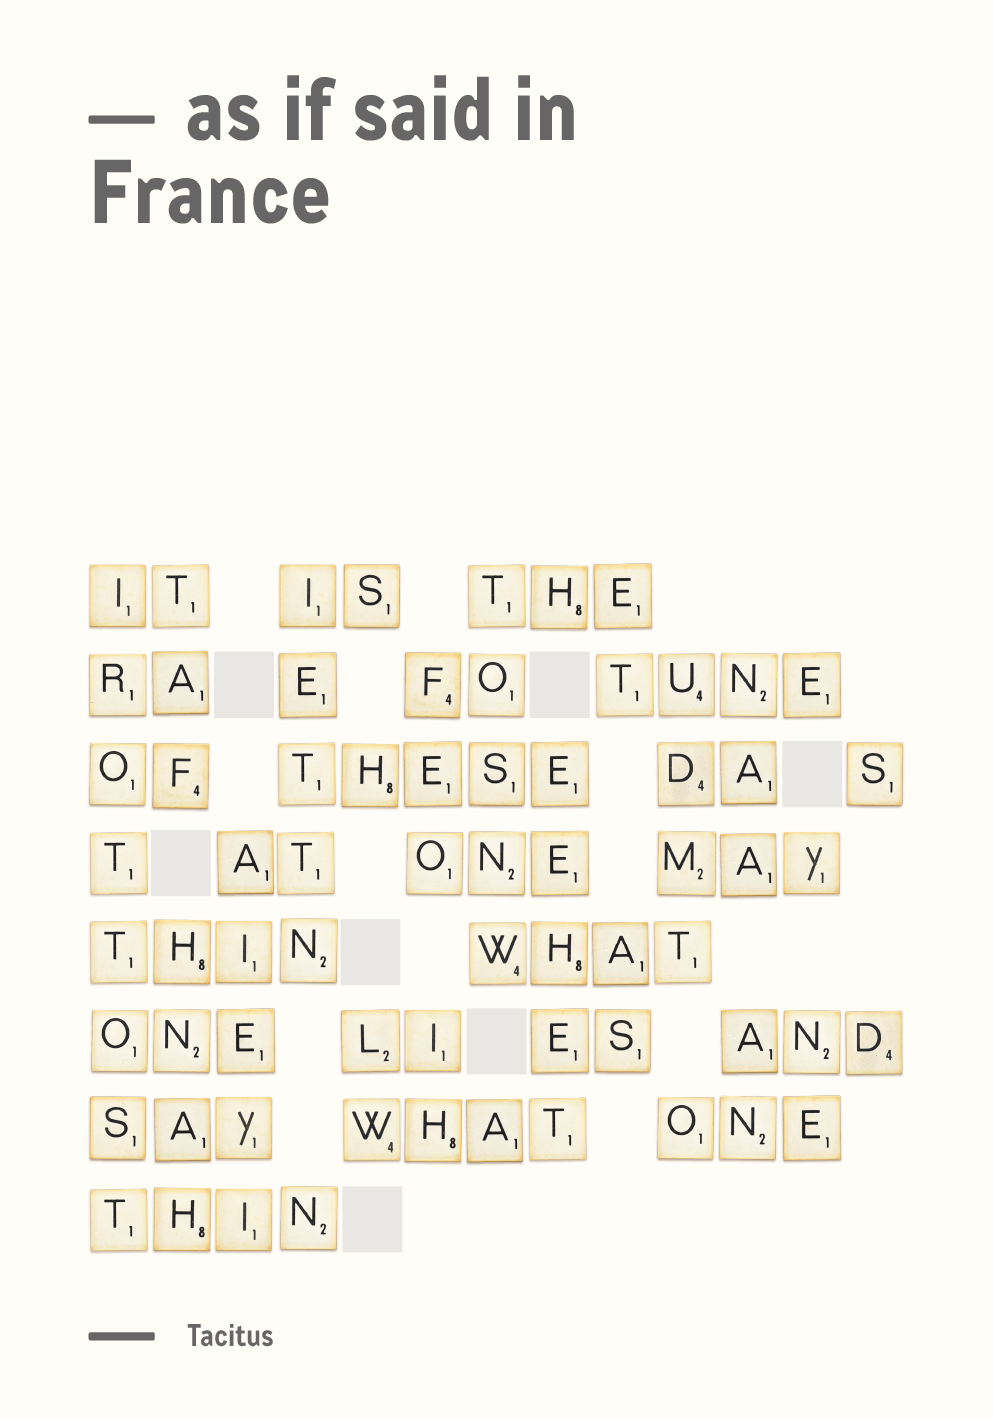 — as if said in
France
IT IS THE
RA E FO TUNE
OF THESE DA S
T AT ONE MAy
THIN WHAT
ONE LI ES AND
SAy WHAT ONE
THIN
— Tacitus